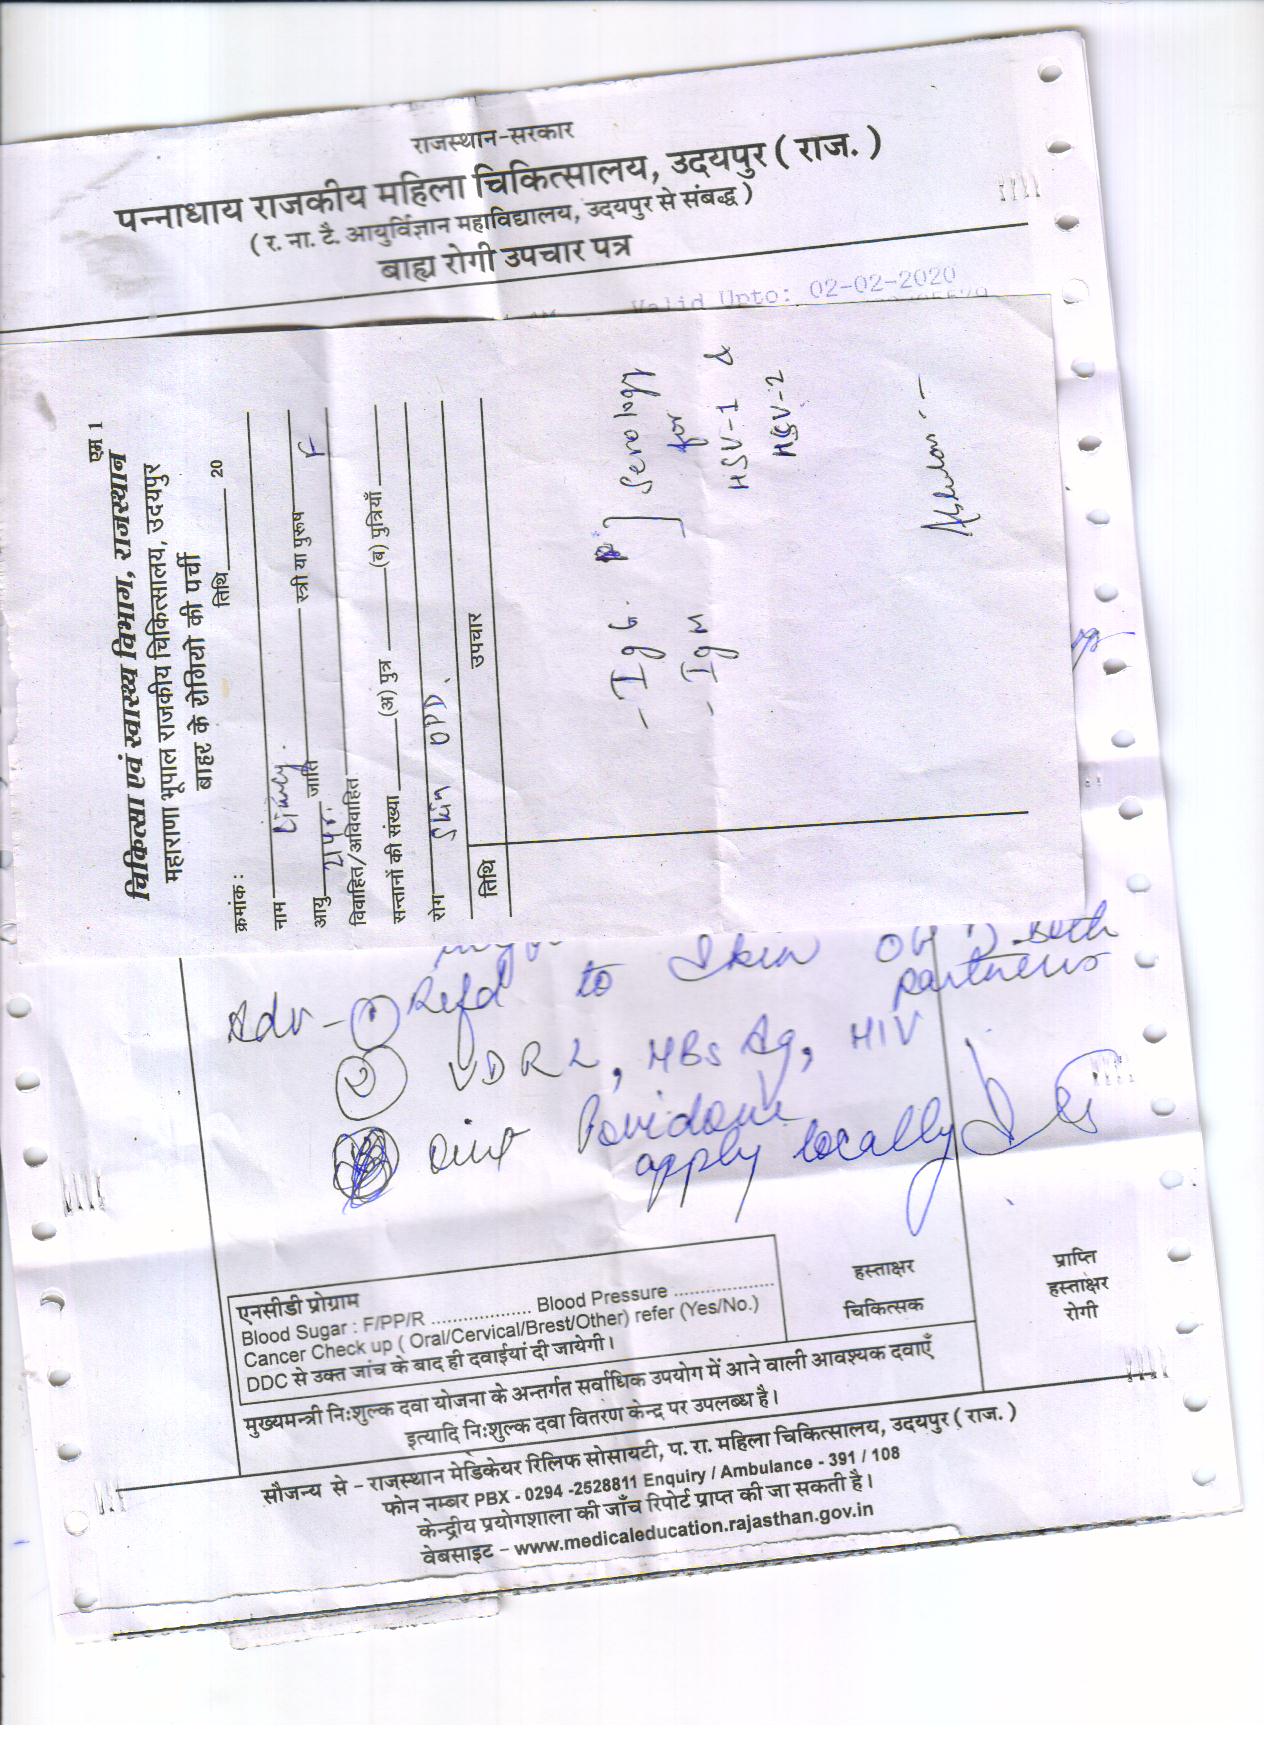 राजस्थान-सरकार
पन्नाधाय राजकीय महिला चिकित्सालय, उदयपुर ( राज. )
( र. ना. टै. आयुर्विज्ञान महाविद्यालय, उदयपुर से संबद्ध )
बाह्य रोगी उपचार पत्र
Valid Upto: 02-02-2020
एम 1
चिकित्सा एवं स्वास्थ्य विभाग, राजस्थान
महाराणा भूपाल राजकीय चिकित्सालय, उदयपुर
बाहर के रोगियों की पर्ची
तिथि 20
क्रमांक :
नाम
आयु जाति स्त्री या पुरूष F
विवाहित/अविवाहित
सन्तानों की संख्या (अ) पुत्र (ब) पुत्रियाँ
रोग Skin OPD.
तिथि उपचार
- Ig G ] Serology
- Ig M for
HSV-1 &
HSV-2
Adv - Refd to Skin both
partners
VDRL, HBsAg, HIV
Oint Povidone
apply locally
एनसीडी प्रोग्राम
Blood Sugar : F/PP/R .................. Blood Pressure ..................
Cancer Check up ( Oral/Cervical/Brest/Other) refer (Yes/No.)
DDC से उक्त जांच के बाद ही दवाईयां दी जायेगी।
हस्ताक्षर
चिकित्सक
प्राप्ति
हस्ताक्षर
रोगी
मुख्यमन्त्री निःशुल्क दवा योजना के अन्तर्गत सर्वाधिक उपयोग में आने वाली आवश्यक दवाएँ
इत्यादि निःशुल्क दवा वितरण केन्द्र पर उपलब्ध है।
सौजन्य से – राजस्थान मेडिकेयर रिलिफ सोसायटी, प. रा. महिला चिकित्सालय, उदयपुर ( राज. )
फोन नम्बर PBX - 0294 -2528811 Enquiry / Ambulance - 391 / 108
केन्द्रीय प्रयोगशाला की जाँच रिपोर्ट प्राप्त की जा सकती है।
वेबसाइट – www.medicaleducation.rajasthan.gov.in